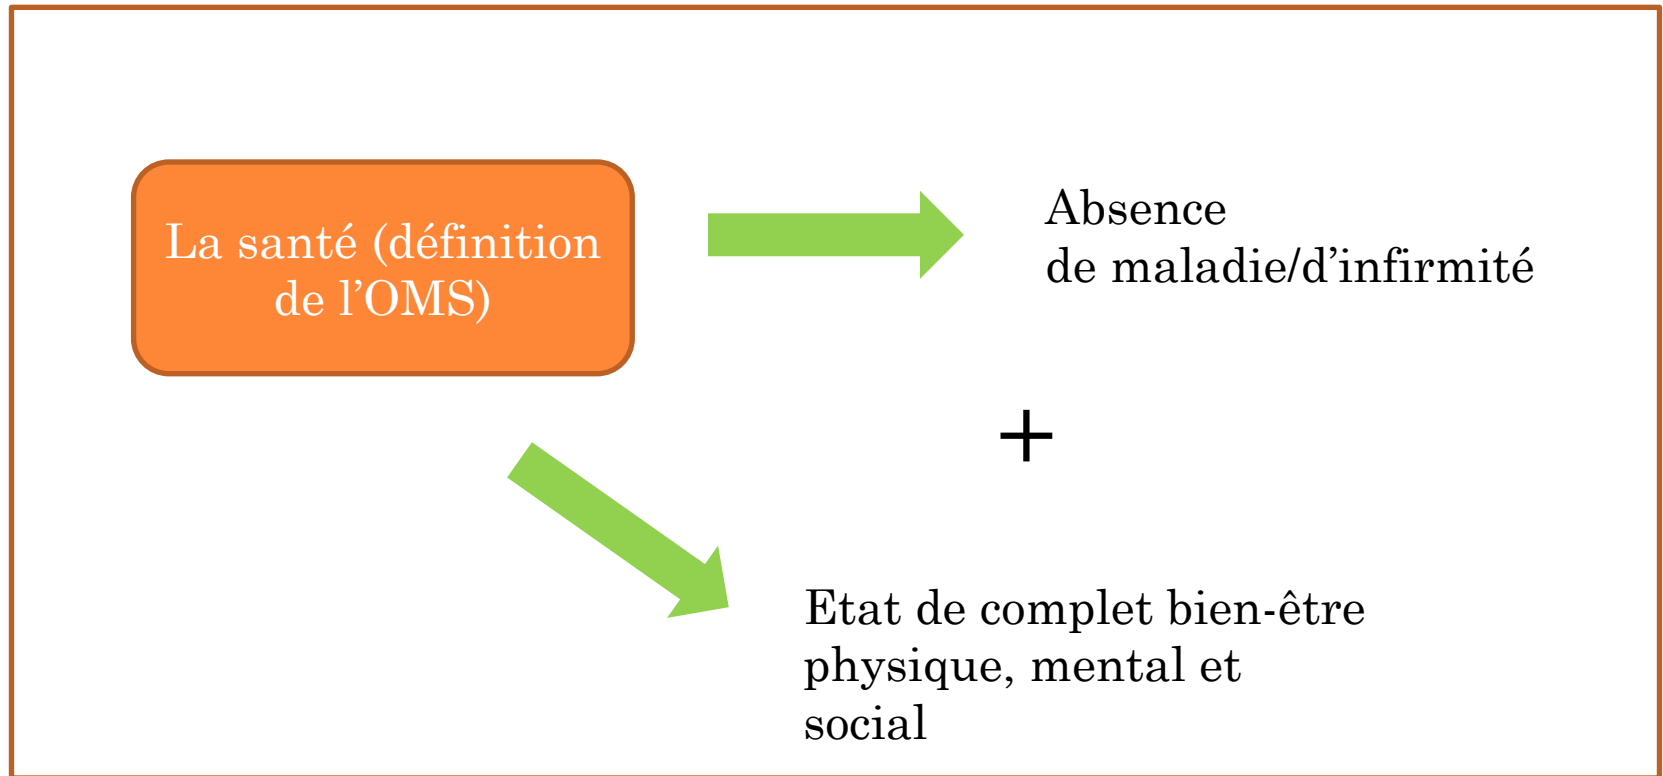 La santé (définition
de l’OMS)
Absence
de maladie/d’infirmité
+
Etat de complet bien-être
physique, mental et
social